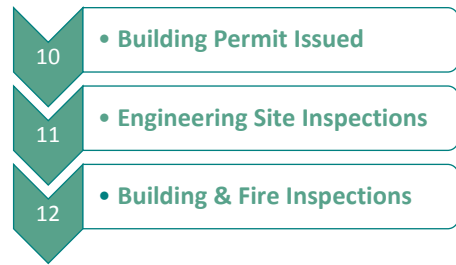 10
• Building Permit Issued
11
• Engineering Site Inspections
12
• Building & Fire Inspections